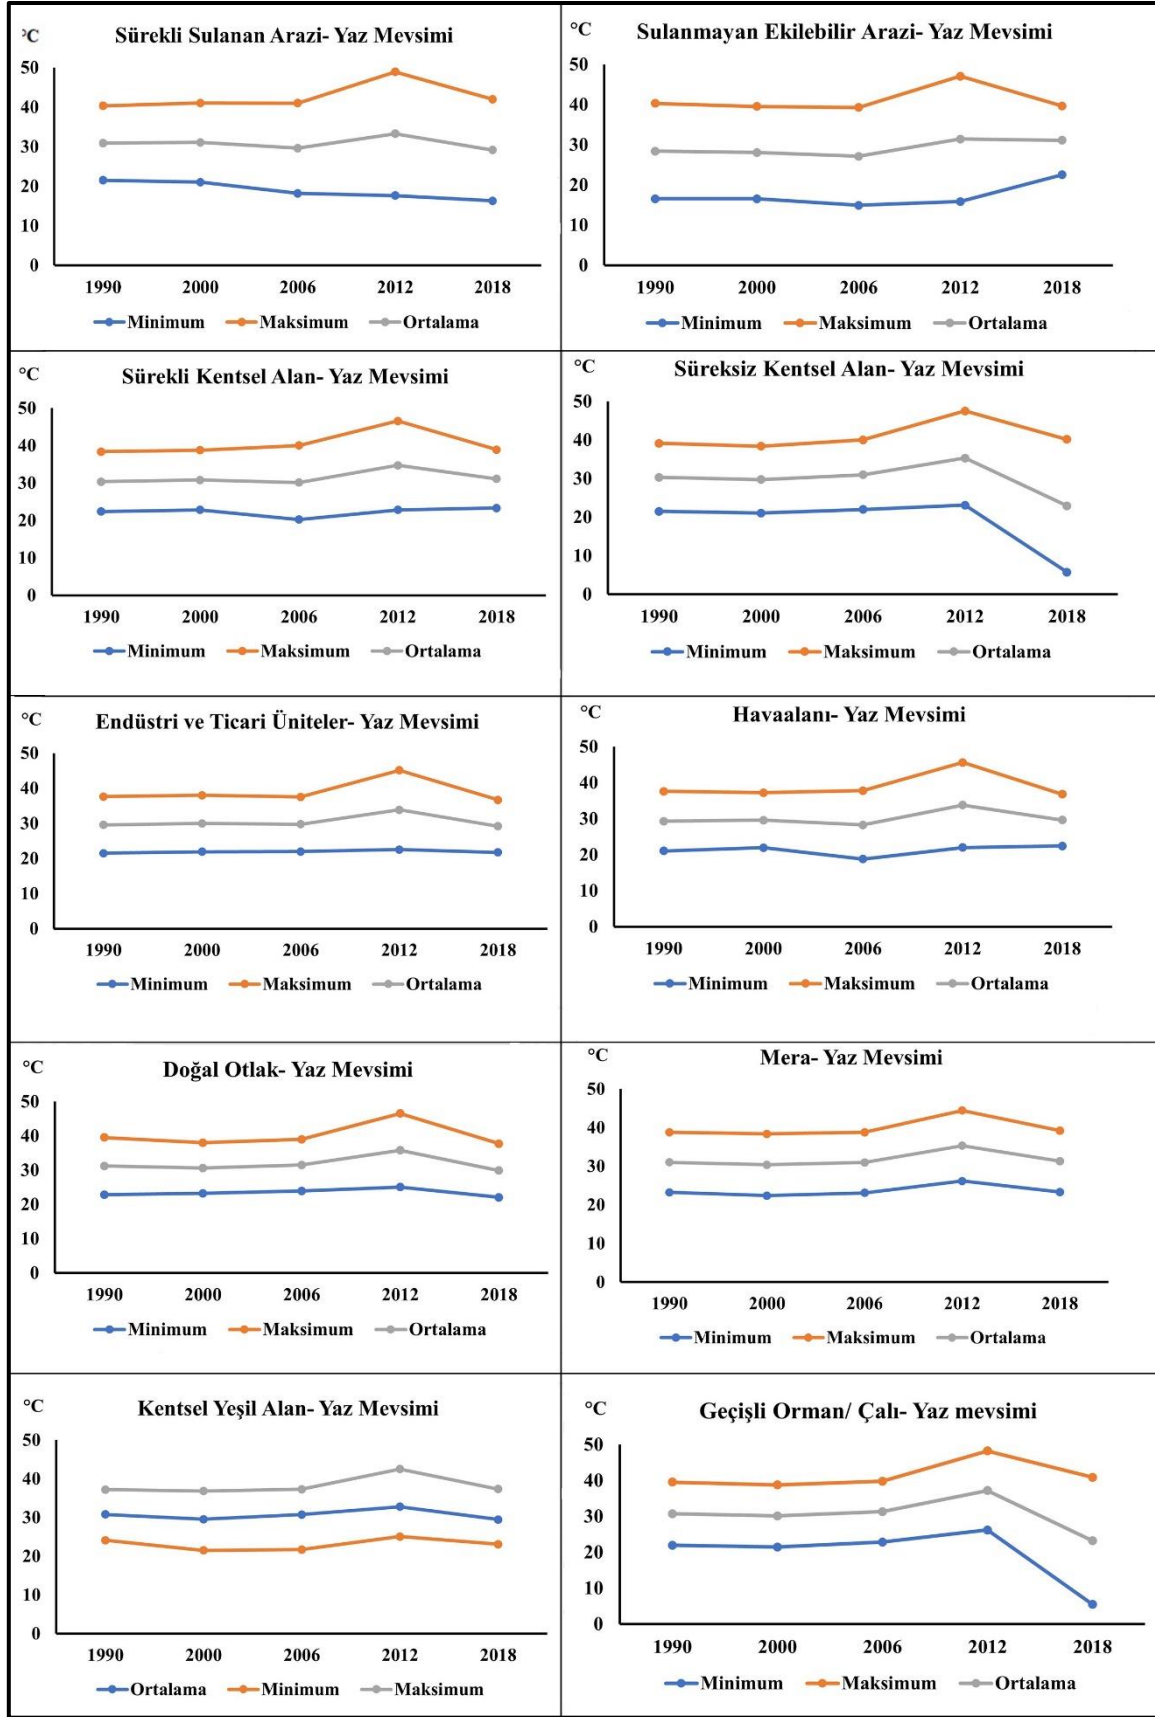 °C
Sürekli Sulanan Arazi- Yaz Mevsimi
50
40
30
20
10
0
1990 2000 2006 2012 2018
Minimum Maksimum Ortalama
°C
Sulanmayan Ekilebilir Arazi- Yaz Mevsimi
50
40
30
20
10
0
1990 2000 2006 2012 2018
Minimum Maksimum Ortalama
°C
Sürekli Kentsel Alan- Yaz Mevsimi
50
40
30
20
10
0
1990 2000 2006 2012 2018
Minimum Maksimum Ortalama
°C
Süreksiz Kentsel Alan- Yaz Mevsimi
50
40
30
20
10
0
1990 2000 2006 2012 2018
Minimum Maksimum Ortalama
°C
Endüstri ve Ticari Üniteler- Yaz Mevsimi
50
40
30
20
10
0
1990 2000 2006 2012 2018
Minimum Maksimum Ortalama
°C
Havaalanı- Yaz Mevsimi
50
40
30
20
10
0
1990 2000 2006 2012 2018
Minimum Maksimum Ortalama
°C
Doğal Otlak- Yaz Mevsimi
50
40
30
20
10
0
1990 2000 2006 2012 2018
Minimum Maksimum Ortalama
°C
Mera- Yaz Mevsimi
50
40
30
20
10
0
1990 2000 2006 2012 2018
Minimum Maksimum Ortalama
°C
Kentsel Yeşil Alan- Yaz Mevsimi
50
40
30
20
10
0
1990 2000 2006 2012 2018
Ortalama Minimum Maksimum
°C
Geçişli Orman/ Çalı- Yaz mevsimi
50
40
30
20
10
0
1990 2000 2006 2012 2018
Minimum Maksimum Ortalama